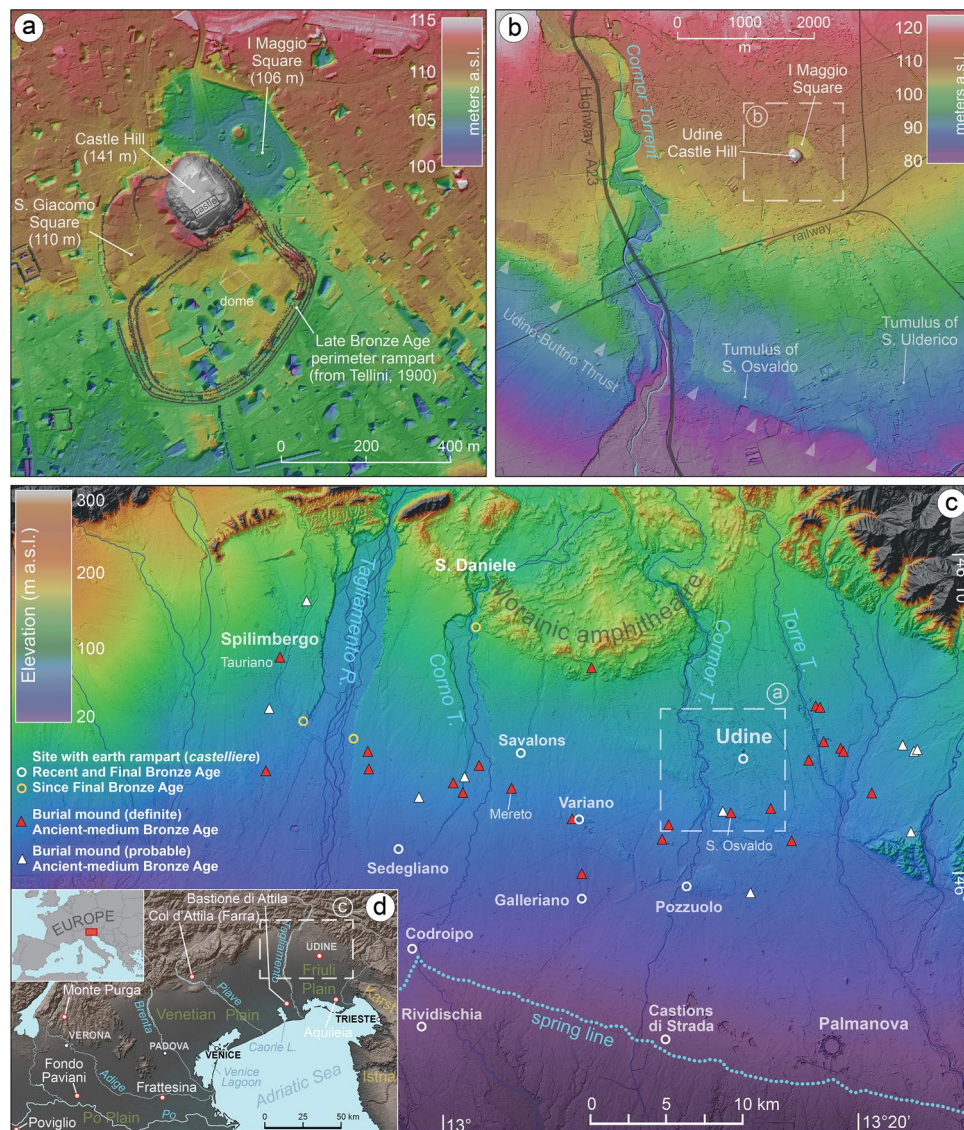 a
I Maggio
Square
(106 m)
115
110
105
100
meters a.s.l.
Castle Hill
(141 m)
castle
S. Giacomo
Square
(110 m)
dome
Late Bronze Age
perimeter rampart
(from Tellini, 1900)
0 200 400 m
b
0 1000 2000
m
120
110
100
90
80
meters a.s.l.
Highway A23
Cormor Torrent
I Maggio
Square
b
Udine
Castle Hill
railway
Udine-Buttrio Thrust
Tumulus of
S. Osvaldo
Tumulus of
S. Ulderico
c
300
200
100
20
Elevation (m a.s.l.)
S. Daniele
Morainic amphitheatre
Tagliamento R.
Spilimbergo
Tauriano
Corno T.
Cormor T.
Torre T.
46°10'
a
Udine
Savalons
Mereto
Variano
S. Osvaldo
Sedegliano
Galleriano
Pozzuolo
46°
Site with earth rampart (castelliere)
Recent and Final Bronze Age
Since Final Bronze Age
Burial mound (definite)
Ancient-medium Bronze Age
Burial mound (probable)
Ancient-medium Bronze Age
Codroipo
Rividischia
Castions
di Strada
Palmanova
spring line
0 5 10 km
13°
13°20'
d
EUROPE
Bastione di Attila
Col d'Attila (Farra)
c
Tagliamento
UDINE
Friuli
Plain
Karst
Monte Purga
Piave
Brenta
Venetian Plain
Aquileia
TRIESTE
VERONA
PADOVA
VENICE
Caorle L.
Istria
Fondo
Paviani
Venice
Lagoon
Adriatic Sea
Adige
Frattesina
Po
Poviglio
Po Plain
0 25 50 km